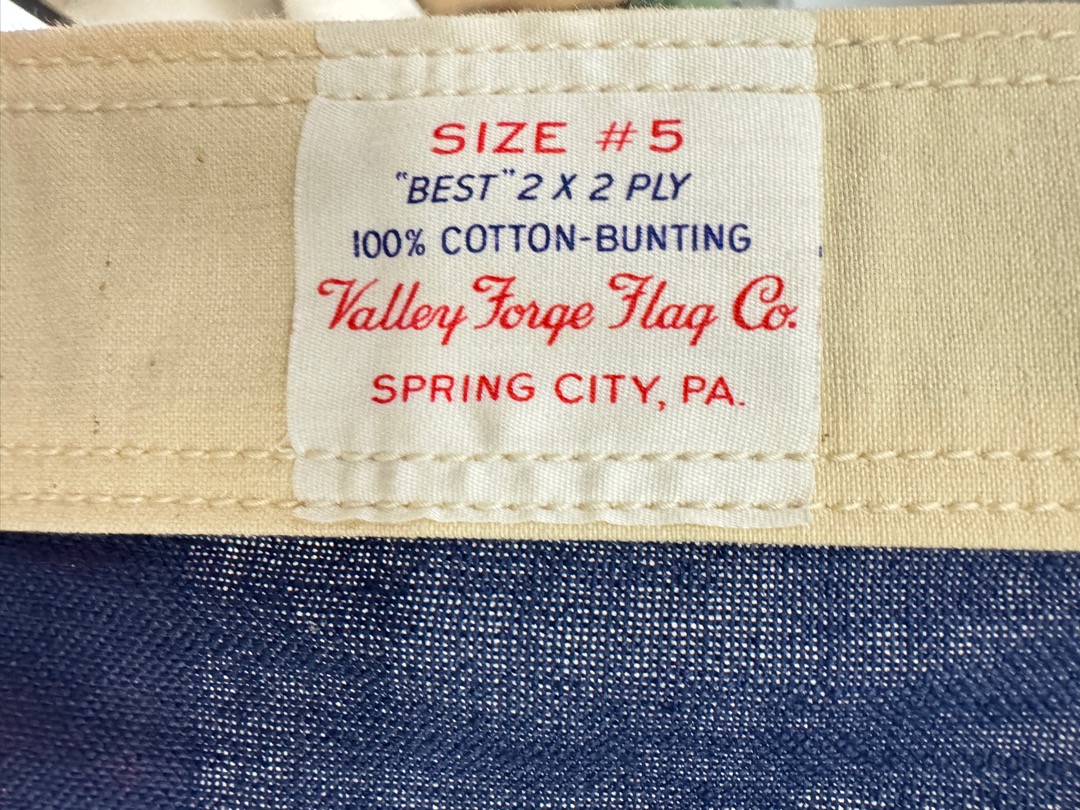 SIZE #5
"BEST" 2 X 2 PLY
100% COTTON-BUNTING
Valley Forge Flag Co.
SPRING CITY, PA.